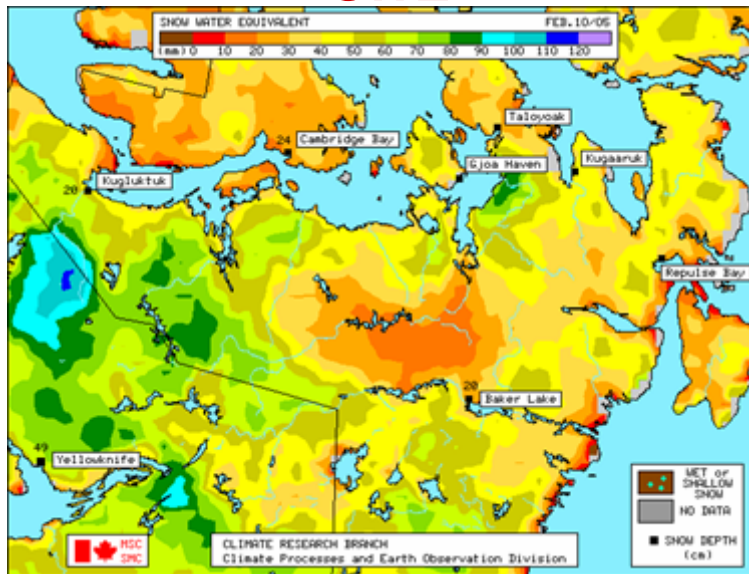 SNOW WATER EQUIVALENT FEB.10/05
(mm) 0 10 20 30 40 50 60 70 80 90 100 110 120
Taloyoak
24 Cambridge Bay
Gjoa Haven
Kugaaruk
20 Kugluktuk
Repulse Bay
20
Baker Lake
49
Yellowknife
WET or
SHALLOW
SNOW
NO DATA
SNOW DEPTH
(cm)
MSC
SMC
CLIMATE RESEARCH BRANCH
Climate Processes and Earth Observation Division